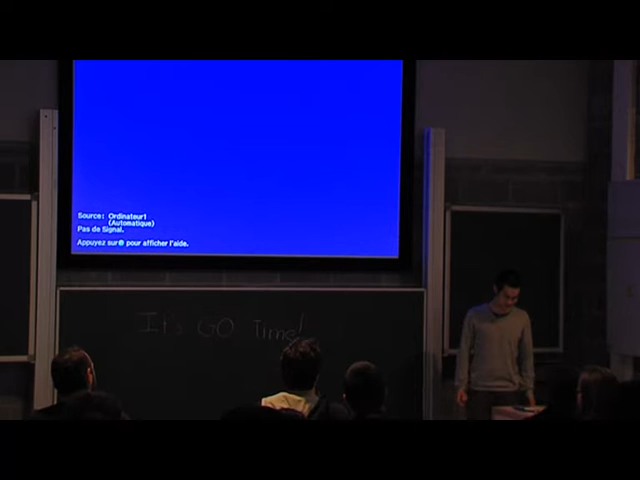 Source: Ordinateur1
(Automatique)
Pas de Signal.
Appuyez sur pour afficher l'aide.
It's GO Time!